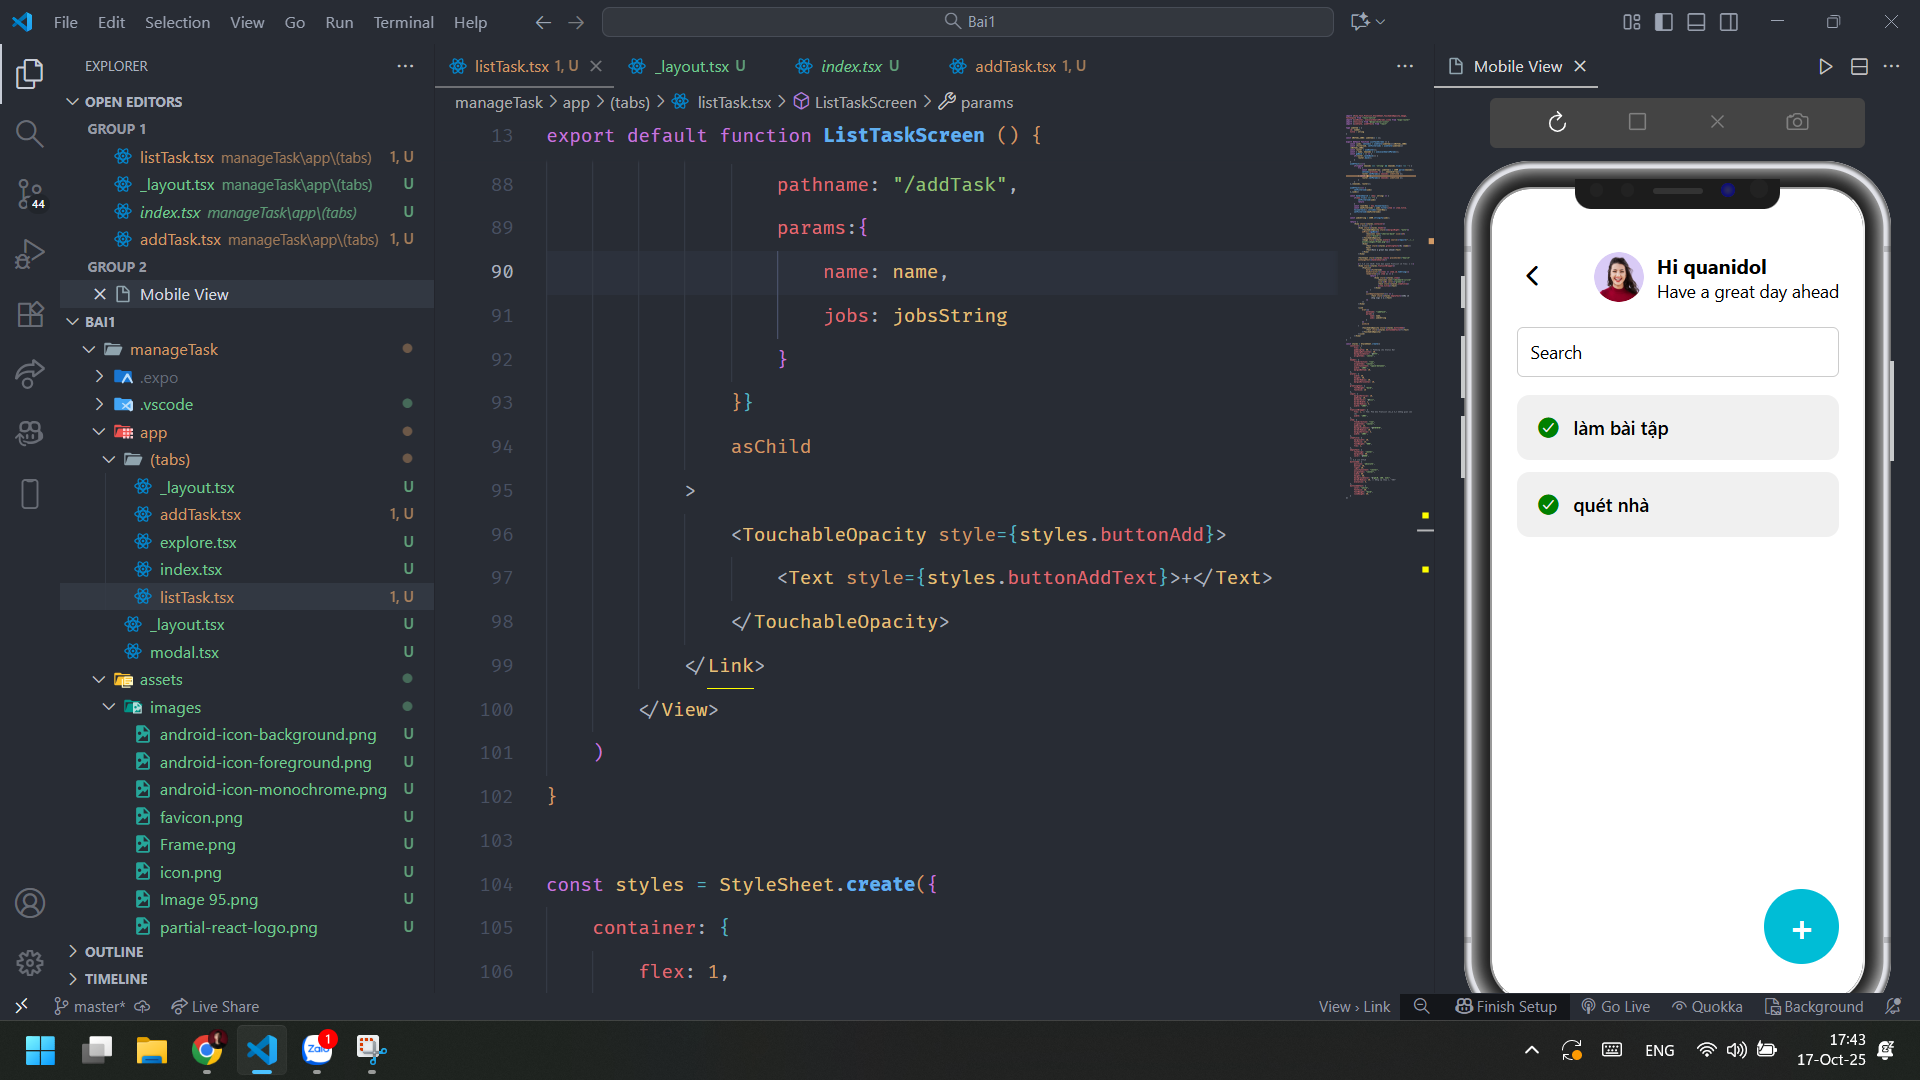 File Edit Selection View Go Run Terminal Help
Bai1
EXPLORER
OPEN EDITORS
GROUP 1
listTask.tsx manageTask\app\(tabs) 1, U
_layout.tsx manageTask\app\(tabs) U
index.tsx manageTask\app\(tabs) U
addTask.tsx manageTask\app\(tabs) 1, U
GROUP 2
Mobile View
BAI1
manageTask
.expo
.vscode
app
(tabs)
_layout.tsx U
addTask.tsx 1, U
explore.tsx U
index.tsx U
listTask.tsx 1, U
_layout.tsx U
modal.tsx U
assets
images
android-icon-background.png U
android-icon-foreground.png U
android-icon-monochrome.png U
favicon.png U
Frame.png U
icon.png U
Image 95.png U
partial-react-logo.png U
OUTLINE
TIMELINE
44
listTask.tsx 1, U
_layout.tsx U
index.tsx U
addTask.tsx 1, U
manageTask > app > (tabs) > listTask.tsx > ListTaskScreen > params
13 export default function ListTaskScreen () {
88 pathname: "/addTask",
89 params:{
90 name: name,
91 jobs: jobsString
92 }
93 }}
94 asChild
95 >
96 <TouchableOpacity style={styles.buttonAdd}>
97 <Text style={styles.buttonAddText}>+</Text>
98 </TouchableOpacity>
99 </Link>
100 </View>
101 )
102 }
103
104 const styles = StyleSheet.create({
105 container: {
106 flex: 1,
Mobile View
Hi quanidol
Have a great day ahead
Search
làm bài tập
quét nhà
+
master* Live Share
View › Link Finish Setup Go Live Quokka Background
Zalo
1
ENG
17:43
17-Oct-25